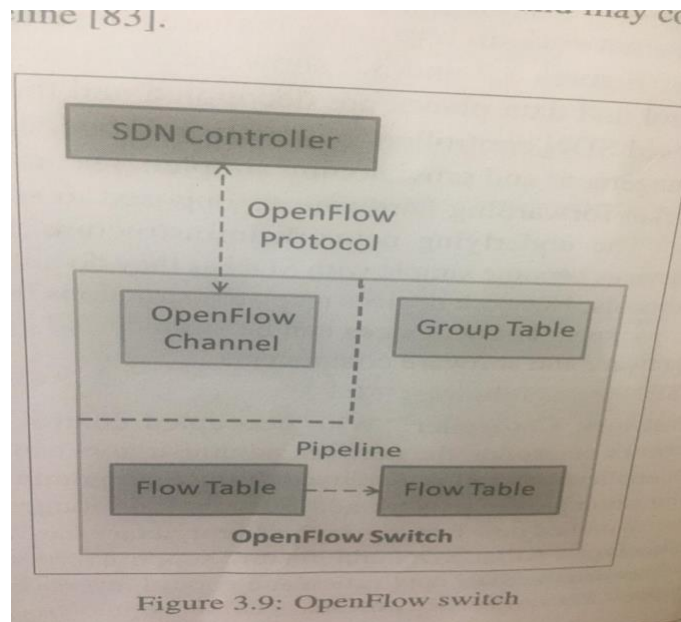 [83].
may
SDN Controller
OpenFlow
Protocol
OpenFlow
Channel
Group Table
Pipeline
Flow Table
Flow Table
OpenFlow Switch
Figure 3.9: OpenFlow switch